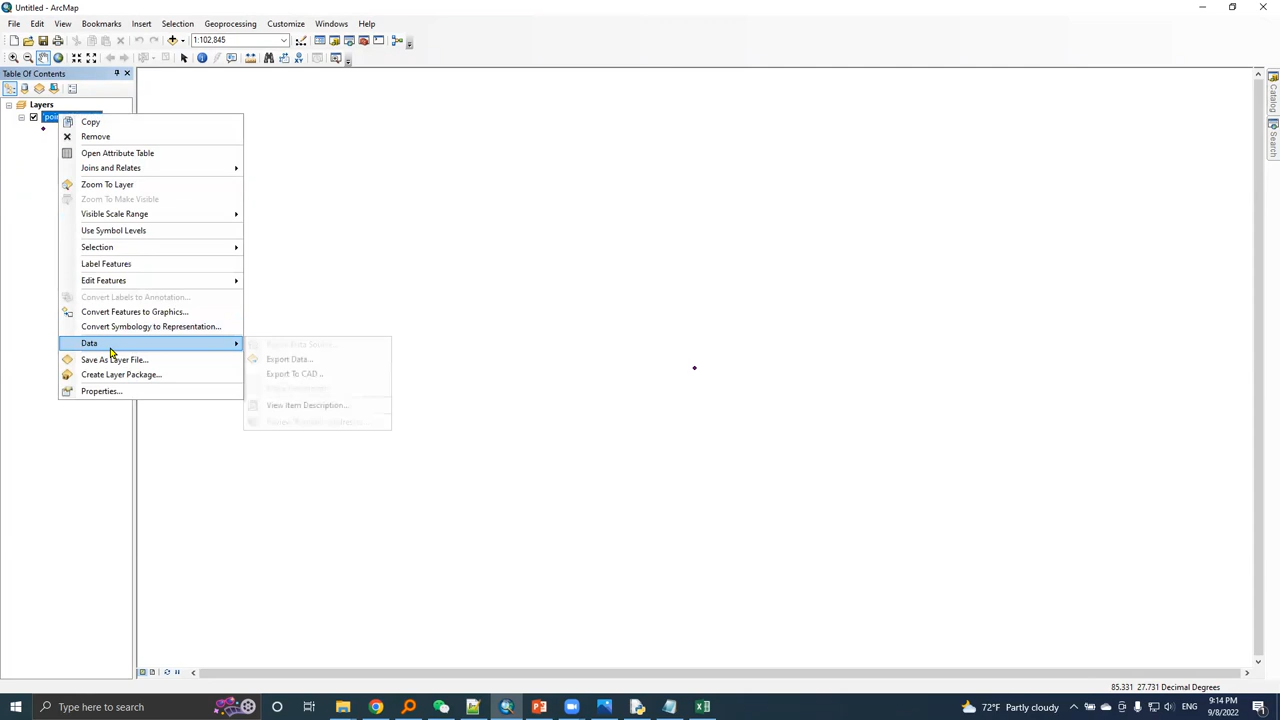 Untitled - ArcMap
File Edit View Bookmarks Insert Selection Geoprocessing Customize Windows Help
1:102,845
Table Of Contents
Layers
Copy
Remove
Open Attribute Table
Joins and Relates
Zoom To Layer
Zoom To Make Visible
Visible Scale Range
Use Symbol Levels
Selection
Label Features
Edit Features
Convert Labels to Annotation...
Convert Features to Graphics...
Convert Symbology to Representation...
Data
Save As Layer File...
Create Layer Package...
Properties...
Export Data...
Export To CAD...
View Item Description...
Catalog
Search
85.331 27.731 Decimal Degrees
Type here to search
72°F Partly cloudy
ENG
9:14 PM
9/8/2022